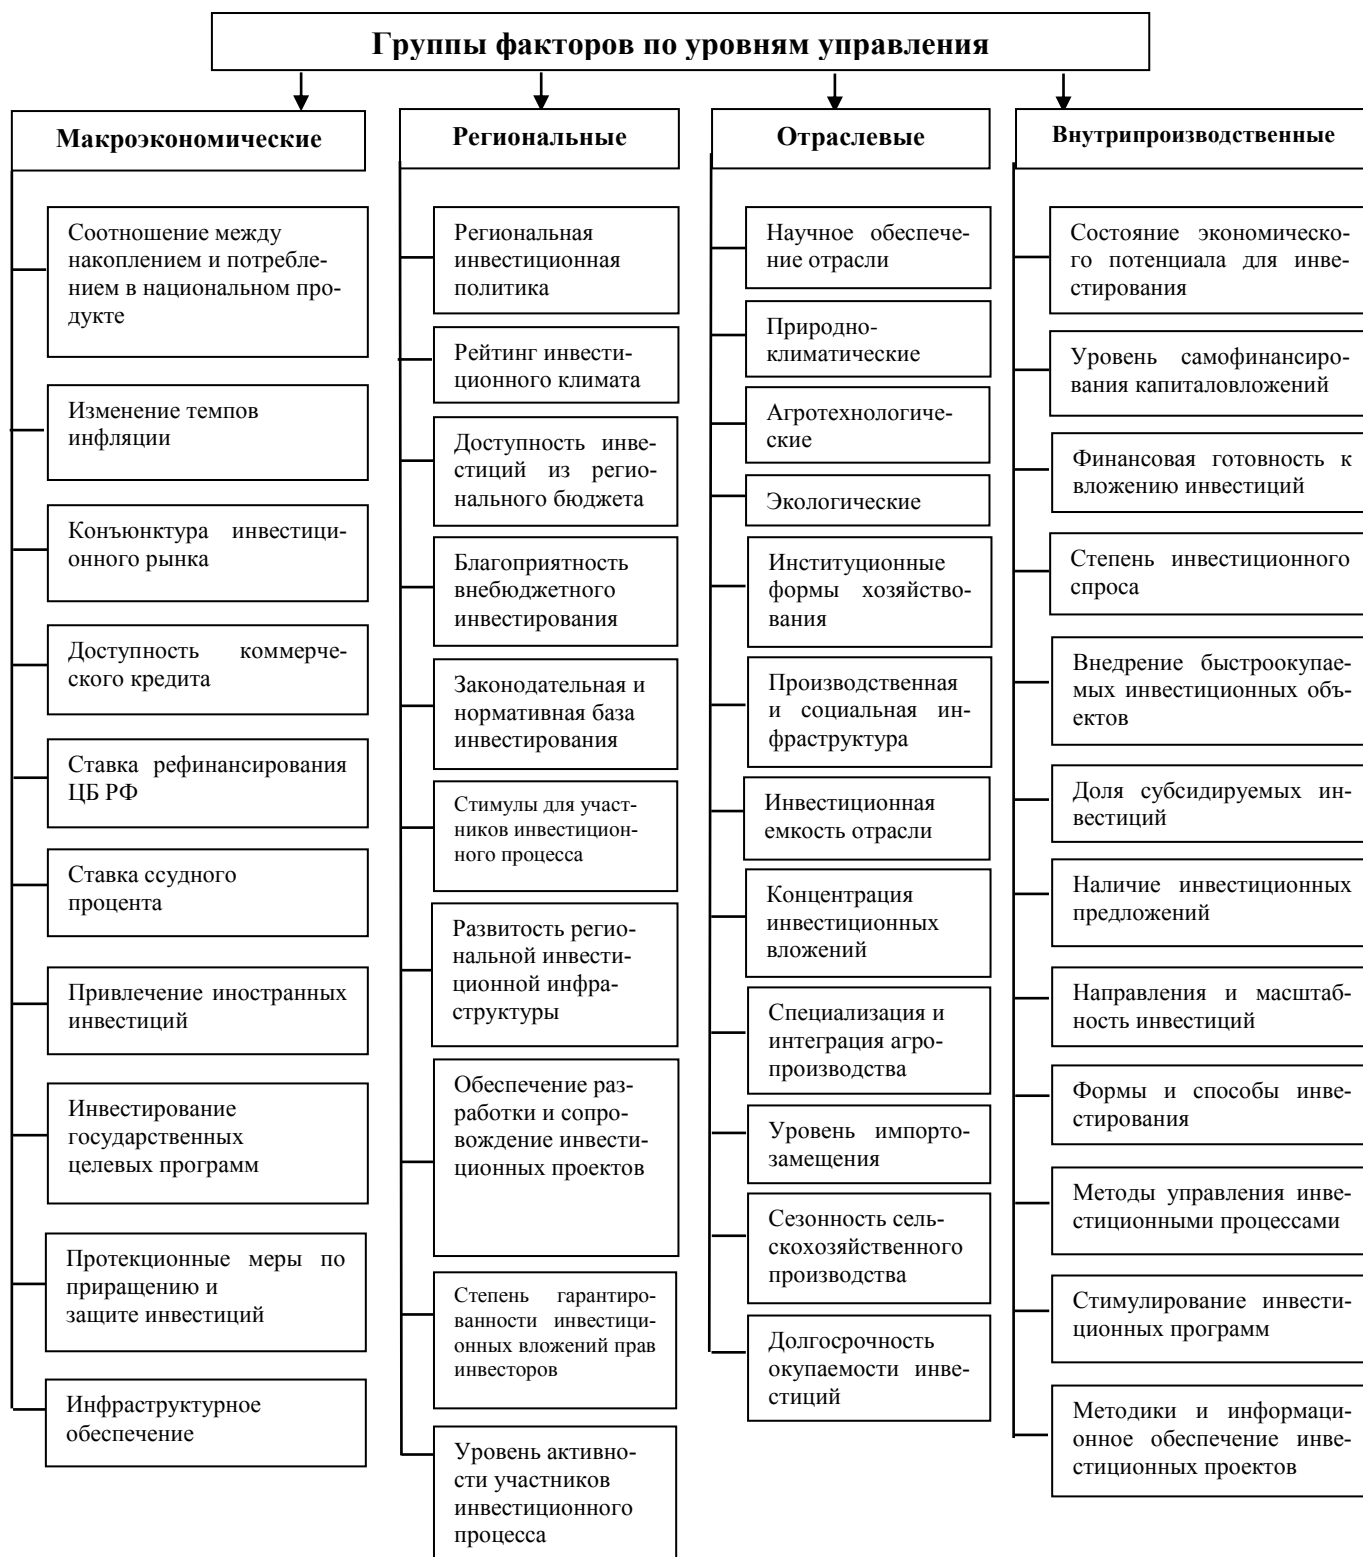 Группы факторов по уровням управления
Макроэкономические
Соотношение между
накоплением и потребле-
нием в национальном про-
дукте
Изменение темпов
инфляции
Конъюнктура инвестици-
онного рынка
Доступность коммерче-
ского кредита
Ставка рефинансирования
ЦБ РФ
Ставка ссудного
процента
Привлечение иностранных
инвестиций
Инвестирование
государственных
целевых программ
Протекционные меры по
приращению и
защите инвестиций
Инфраструктурное
обеспечение
Региональные
Региональная
инвестиционная
политика
Рейтинг инвести-
ционного климата
Доступность инве-
стиций из регио-
нального бюджета
Благоприятность
внебюджетного
инвестирования
Законодательная и
нормативная база
инвестирования
Стимулы для участ-
ников инвестицион-
ного процесса
Развитость регио-
нальной инвести-
ционной инфра-
структуры
Обеспечение раз-
работки и сопро-
вождение инвести-
ционных проектов
Степень гарантиро-
ванности инвестици-
онных вложений прав
инвесторов
Уровень активно-
сти участников
инвестиционного
процесса
Отраслевые
Научное обеспече-
ние отрасли
Природно-
климатические
Агротехнологиче-
ские
Экологические
Институционные
формы хозяйство-
вания
Производственная
и социальная ин-
фраструктура
Инвестиционная
емкость отрасли
Концентрация
инвестиционных
вложений
Специализация и
интеграция агро-
производства
Уровень импорто-
замещения
Сезонность сель-
скохозяйственного
производства
Долгосрочность
окупаемости инве-
стиций
Внутрипроизводственные
Состояние экономическо-
го потенциала для инве-
стирования
Уровень самофинансиро-
вания капиталовложений
Финансовая готовность к
вложению инвестиций
Степень инвестиционного
спроса
Внедрение быстроокупае-
мых инвестиционных объ-
ектов
Доля субсидируемых ин-
вестиций
Наличие инвестиционных
предложений
Направления и масштаб-
ность инвестиций
Формы и способы инве-
стирования
Методы управления инве-
стиционными процессами
Стимулирование инвести-
ционных программ
Методики и информаци-
онное обеспечение инве-
стиционных проектов